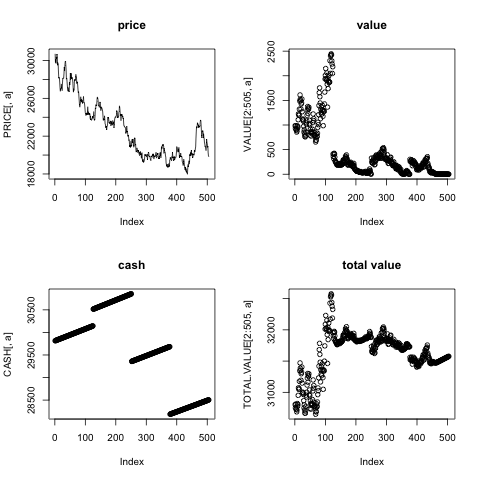 price
PRICE[, a]
18000 22000 26000 30000
0 100 200 300 400 500
Index
value
VALUE[2:505, a]
0 500 1500 2500
0 100 200 300 400 500
Index
cash
CASH[, a]
28500 29500 30500
0 100 200 300 400 500
Index
total value
TOTAL.VALUE[2:505, a]
31000 32000
0 100 200 300 400 500
Index